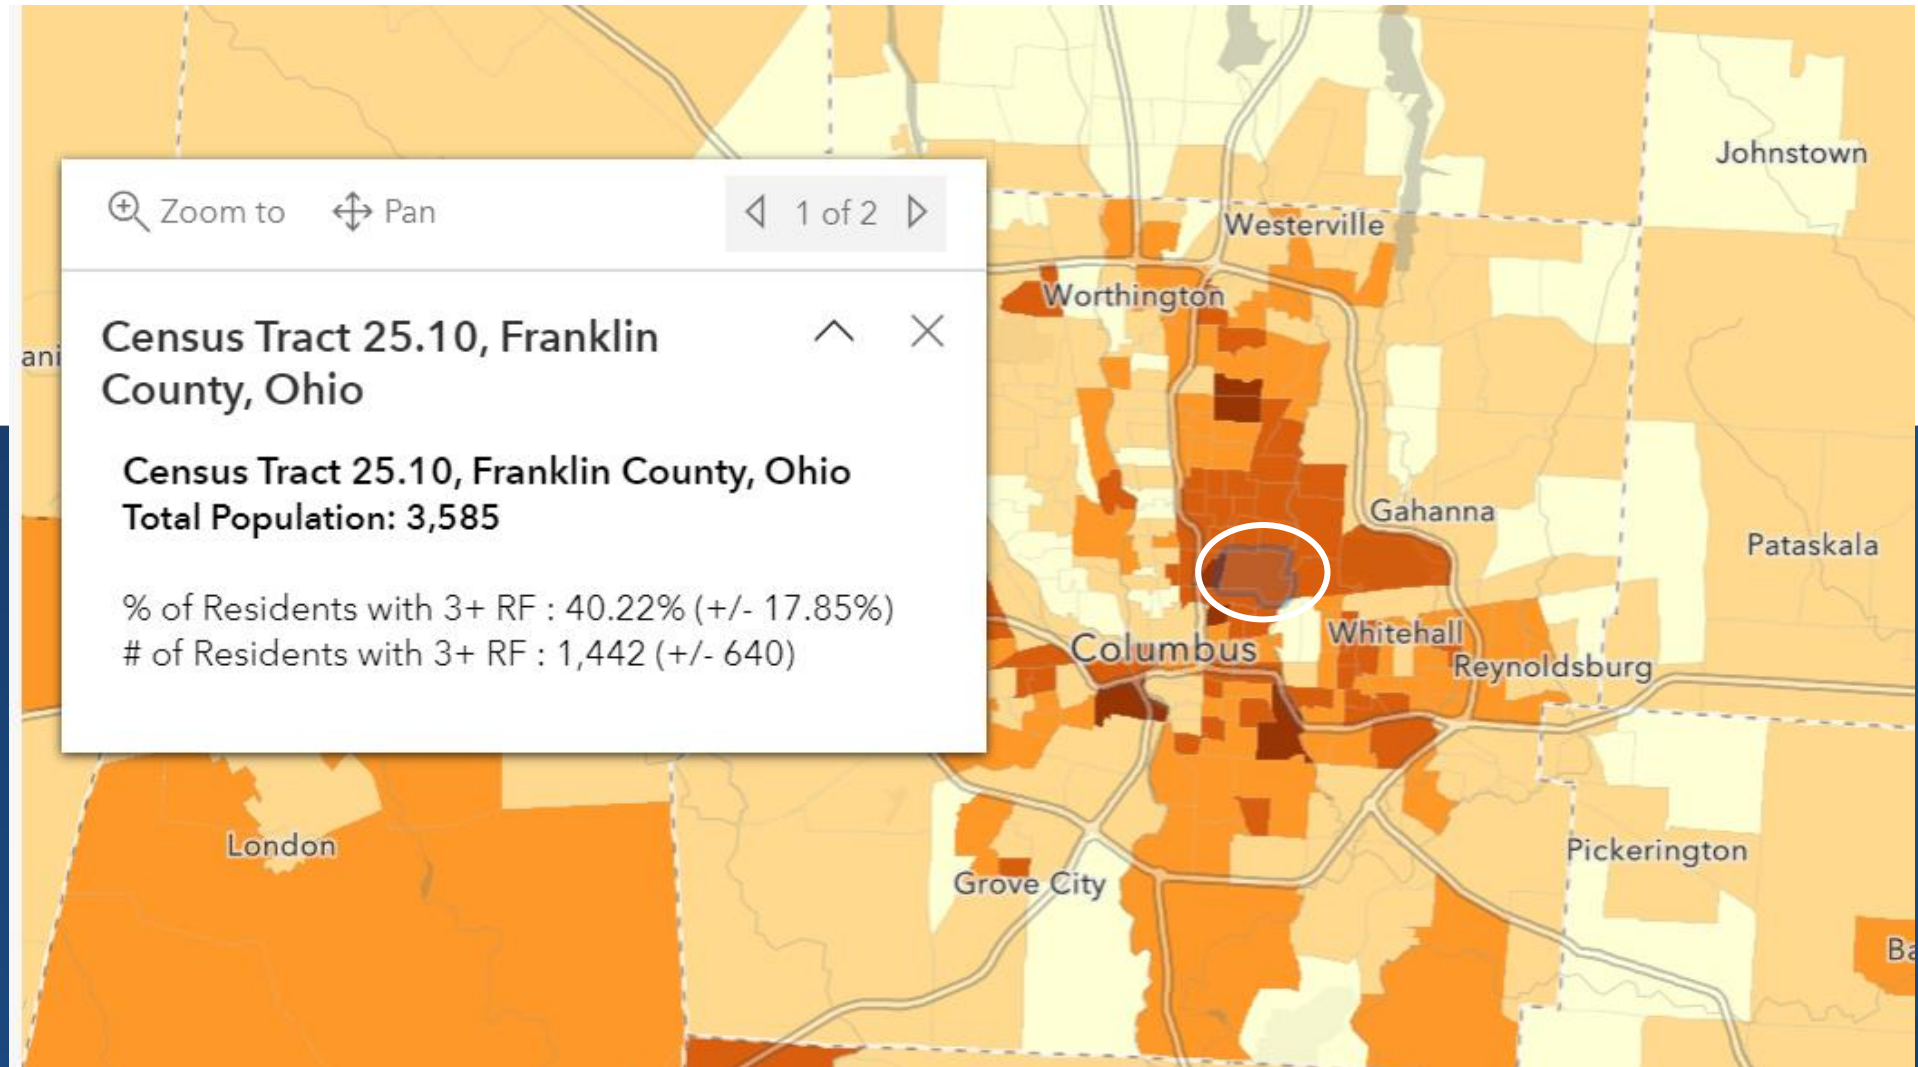 Zoom to Pan 1 of 2
Census Tract 25.10, Franklin
County, Ohio
Census Tract 25.10, Franklin County, Ohio
Total Population: 3,585
% of Residents with 3+ RF : 40.22% (+/- 17.85%)
# of Residents with 3+ RF : 1,442 (+/- 640)
Johnstown
Westerville
Worthington
ani
Gahanna
Pataskala
Whitehall
Columbus
Reynoldsburg
London
Pickerington
Grove City
Ba